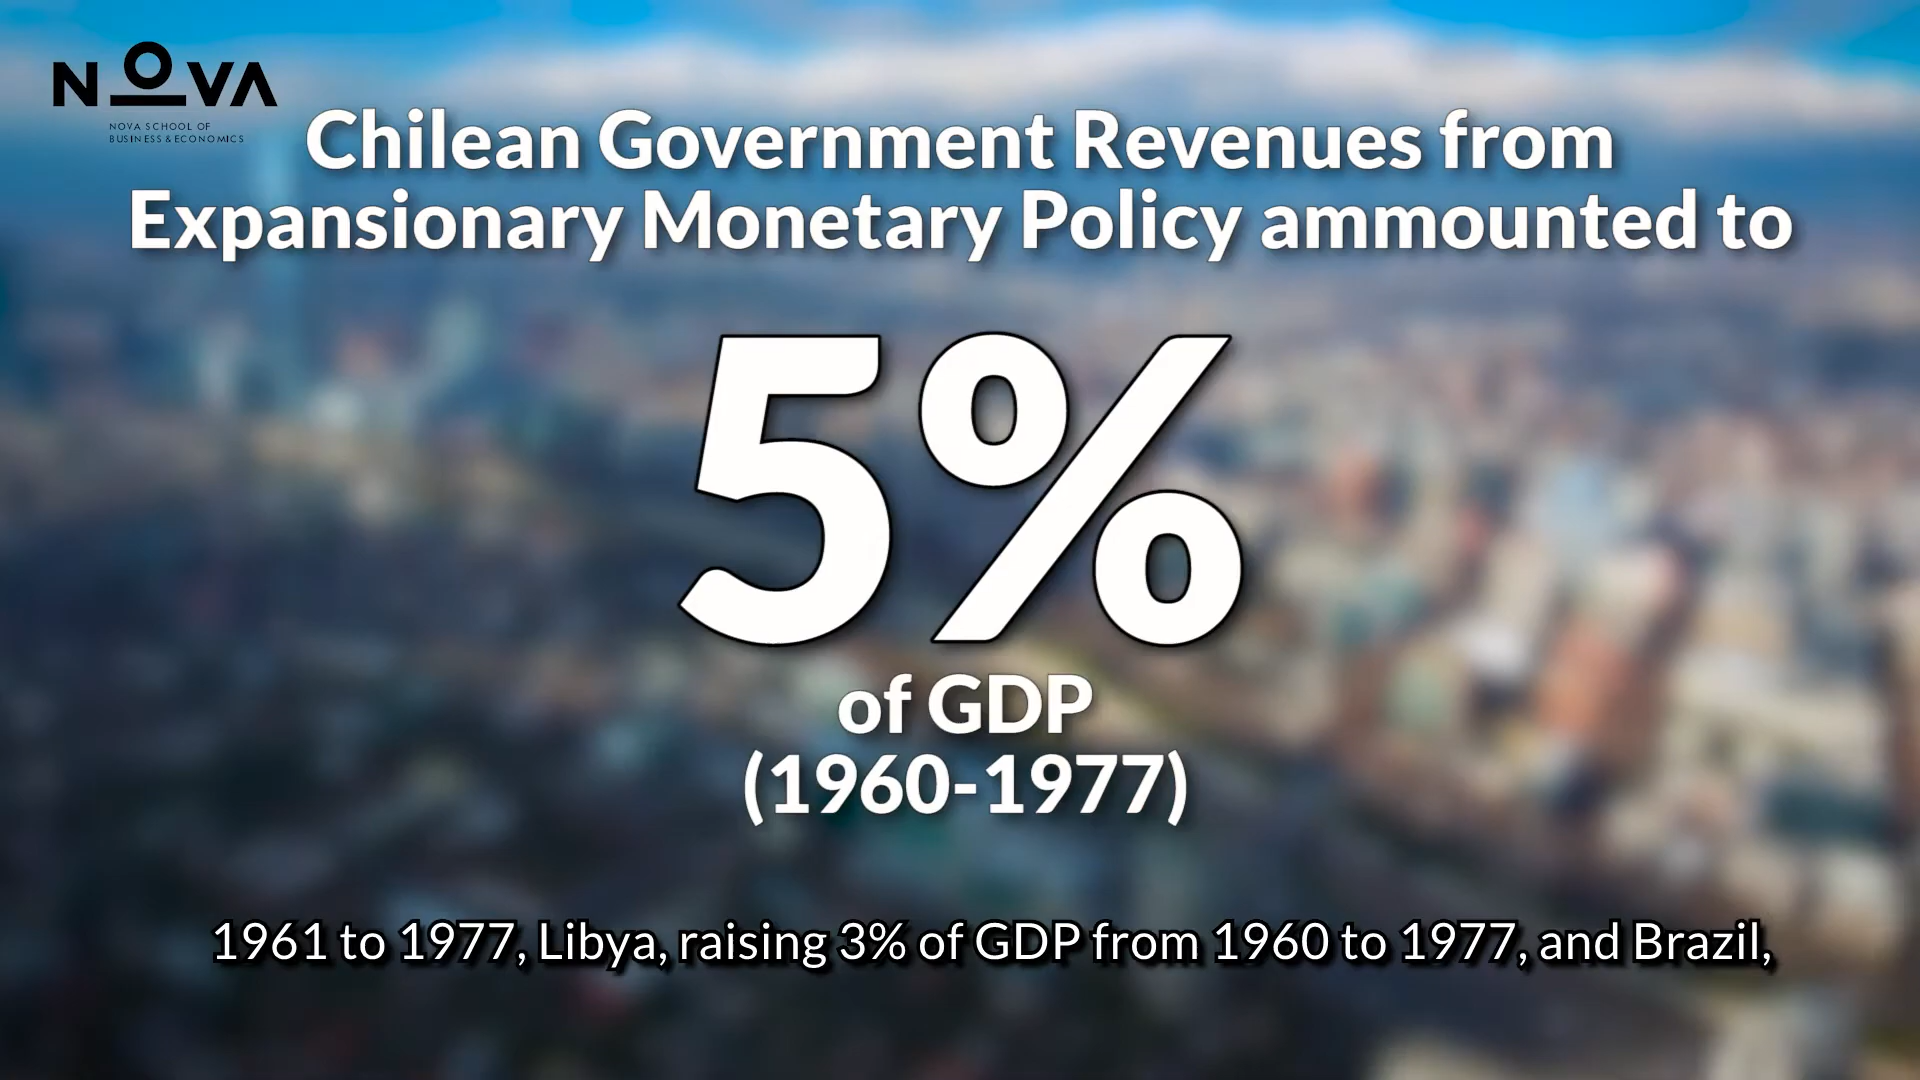 NOVA
NOVA SCHOOL OF
BUSINESS & ECONOMICS
Chilean Government Revenues from
Expansionary Monetary Policy ammounted to
5%
of GDP
(1960-1977)
1961 to 1977, Libya, raising 3% of GDP from 1960 to 1977, and Brazil,